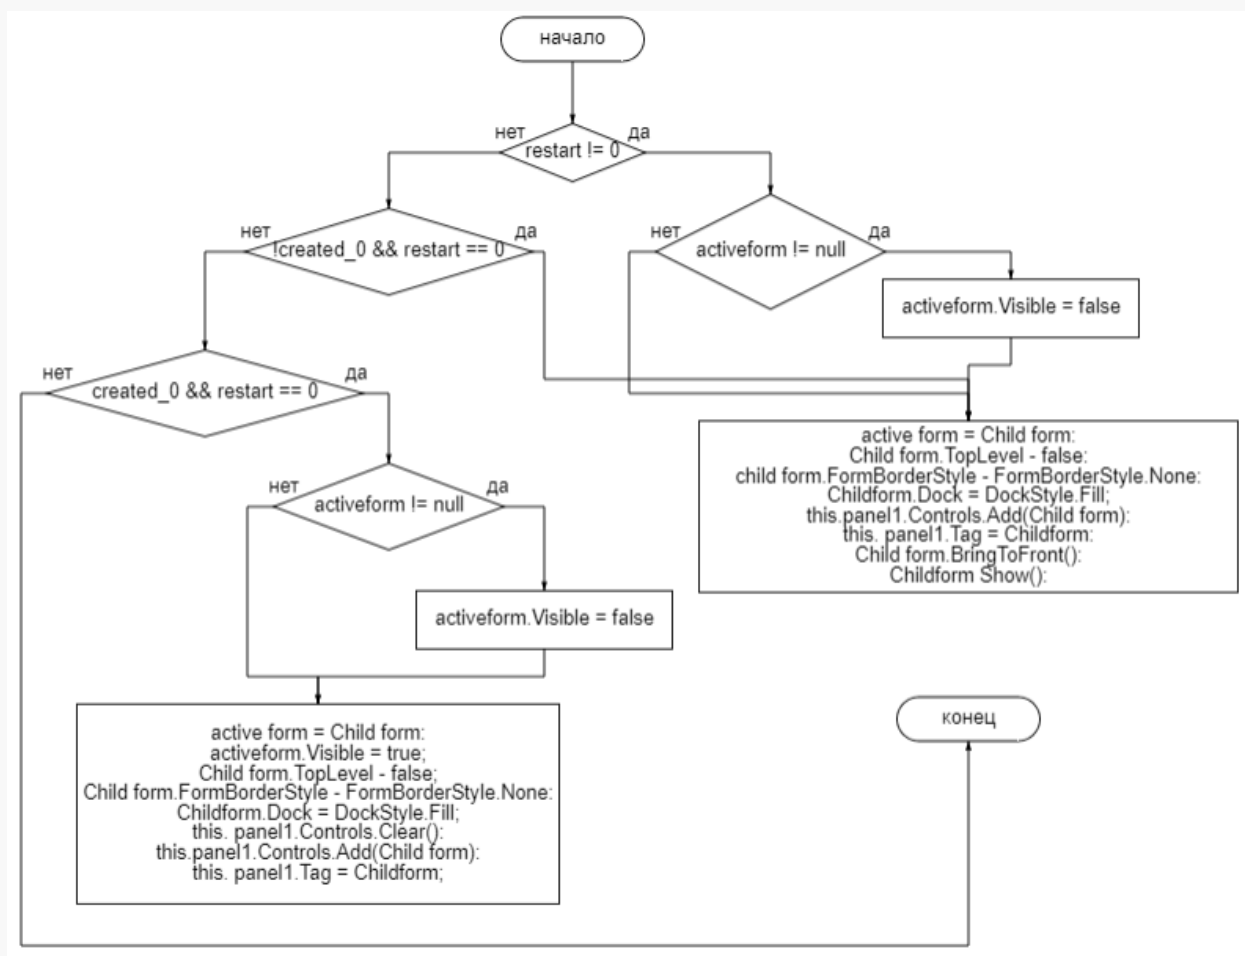 начало
нет
да
restart != 0
нет
да
!created_0 && restart == 0
нет
да
activeform != null
activeform.Visible = false
нет
да
created_0 && restart == 0
active form = Child form:
Child form.TopLevel - false:
child form.FormBorderStyle - FormBorderStyle.None:
Childform.Dock = DockStyle.Fill;
this.panel1.Controls.Add(Child form):
this. panel1.Tag = Childform:
Child form.BringToFront():
Childform Show():
нет
да
activeform != null
activeform.Visible = false
active form = Child form:
activeform.Visible = true;
Child form.TopLevel - false;
Child form.FormBorderStyle - FormBorderStyle.None:
Childform.Dock = DockStyle.Fill;
this. panel1.Controls.Clear():
this.panel1.Controls.Add(Child form):
this. panel1.Tag = Childform;
конец